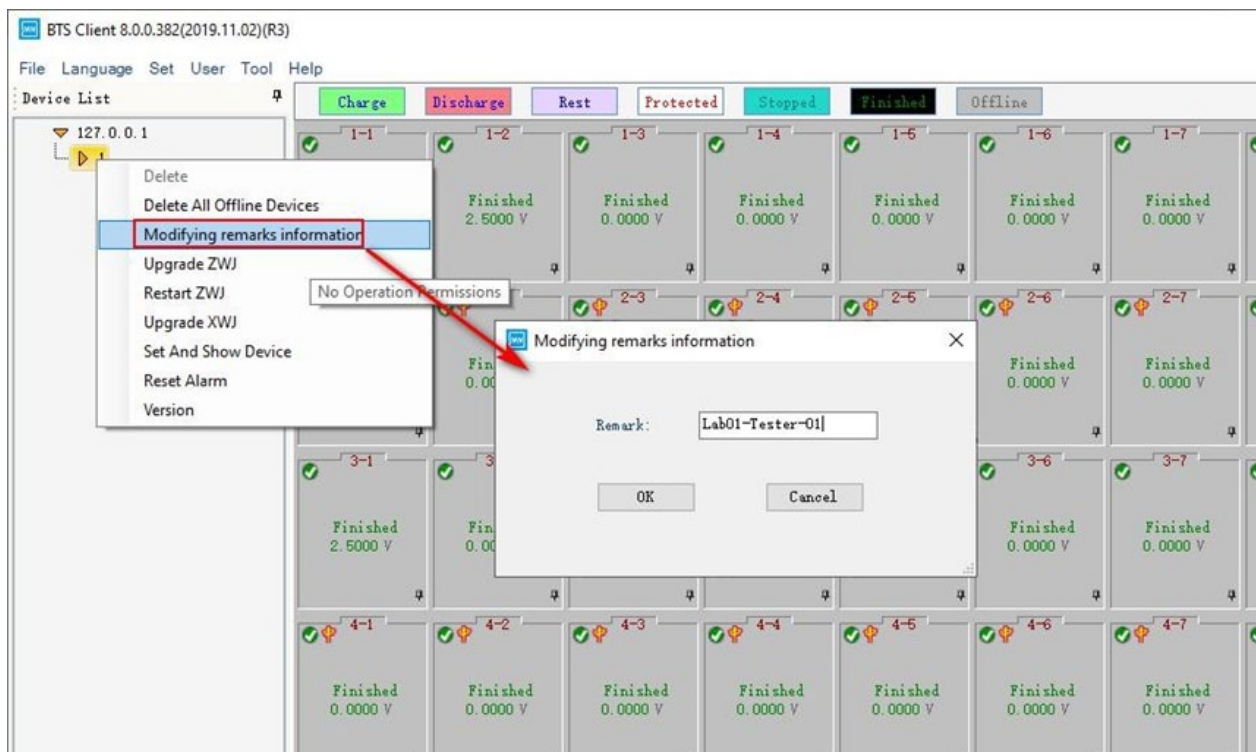 BTS Client 8.0.0.382(2019.11.02)(R3)
File Language Set User Tool Help
Device List
Charge Discharge Rest Protected Stopped Finished Offline
127.0.0.1
1
Delete
Delete All Offline Devices
Modifying remarks information
Upgrade ZWJ
Restart ZWJ
Upgrade XWJ
Set And Show Device
Reset Alarm
Version
No Operation Permissions
1-1 1-2 1-3 1-4 1-5 1-6 1-7
Finished Finished Finished Finished Finished Finished
2.5000 V 0.0000 V 0.0000 V 0.0000 V 0.0000 V 0.0000 V
2-3 2-4 2-5 2-6 2-7
Finished Finished
0.0000 V 0.0000 V
Modifying remarks information
Remark: Lab01-Tester-01
OK Cancel
3-1 3-6 3-7
Finished Finished Finished
2.5000 V 0.0000 V 0.0000 V
4-1 4-2 4-3 4-4 4-5 4-6 4-7
Finished Finished Finished Finished Finished Finished Finished
0.0000 V 0.0000 V 0.0000 V 0.0000 V 0.0000 V 0.0000 V 0.0000 V